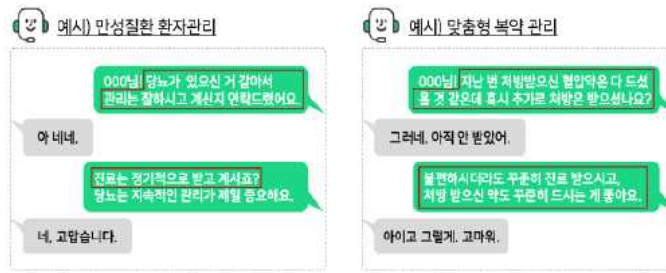 예시) 만성질환 환자관리
OOO님! 당뇨가 있으신 거 같아서
관리는 잘하시고 계신지 연락드렸어요.
아 네네.
진료는 정기적으로 받고 계시죠?
당뇨는 지속적인 관리가 제일 중요해요.
네, 고맙습니다.
예시) 맞춤형 복약 관리
OOO님! 지난 번 처방받으신 혈압약은 다 드셨
을 것 같은데 혹시 추가로 처방은 받으셨나요?
그러네. 아직 안 받았어.
불편하시더라도 꾸준히 진료 받으시고,
처방 받으신 약도 꾸준히 드시는 게 좋아요.
아이고 그럴게. 고마워.